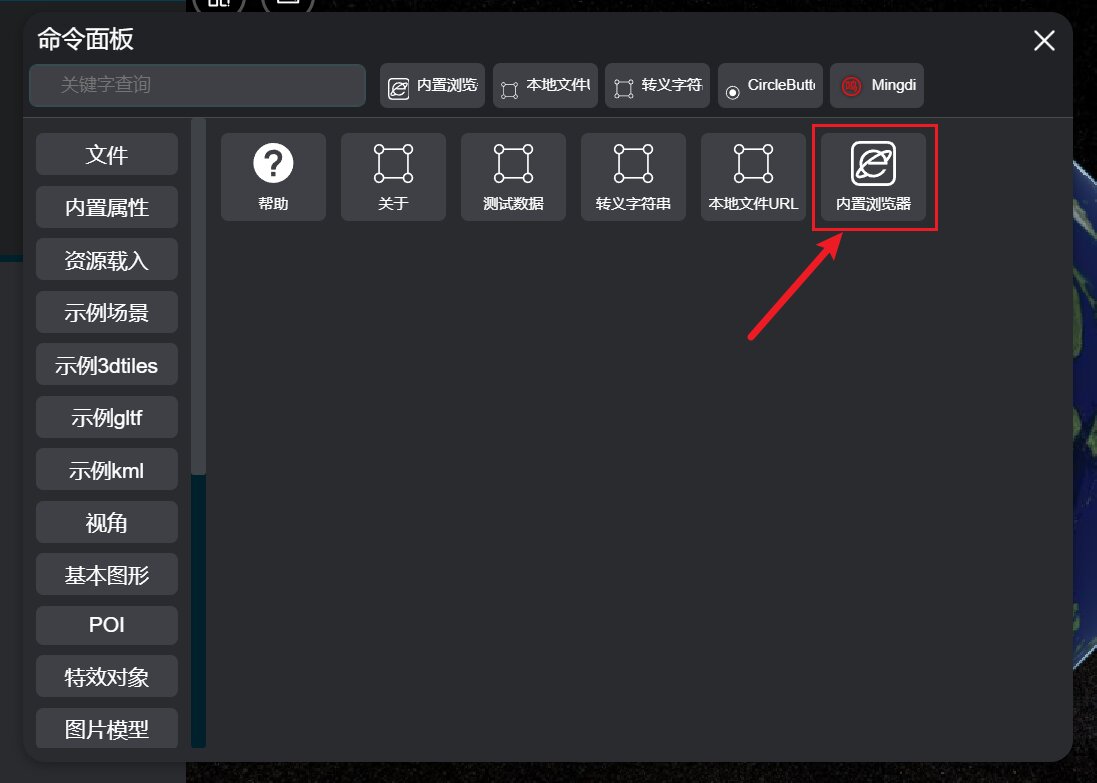 命令面板
关键字查询
内置浏览
本地文件
转义字符
CircleButt
Mingdi
文件
内置属性
资源载入
示例场景
示例3dtiles
示例gltf
示例kml
视角
基本图形
POI
特效对象
图片模型
帮助
关于
测试数据
转义字符串
本地文件URL
内置浏览器